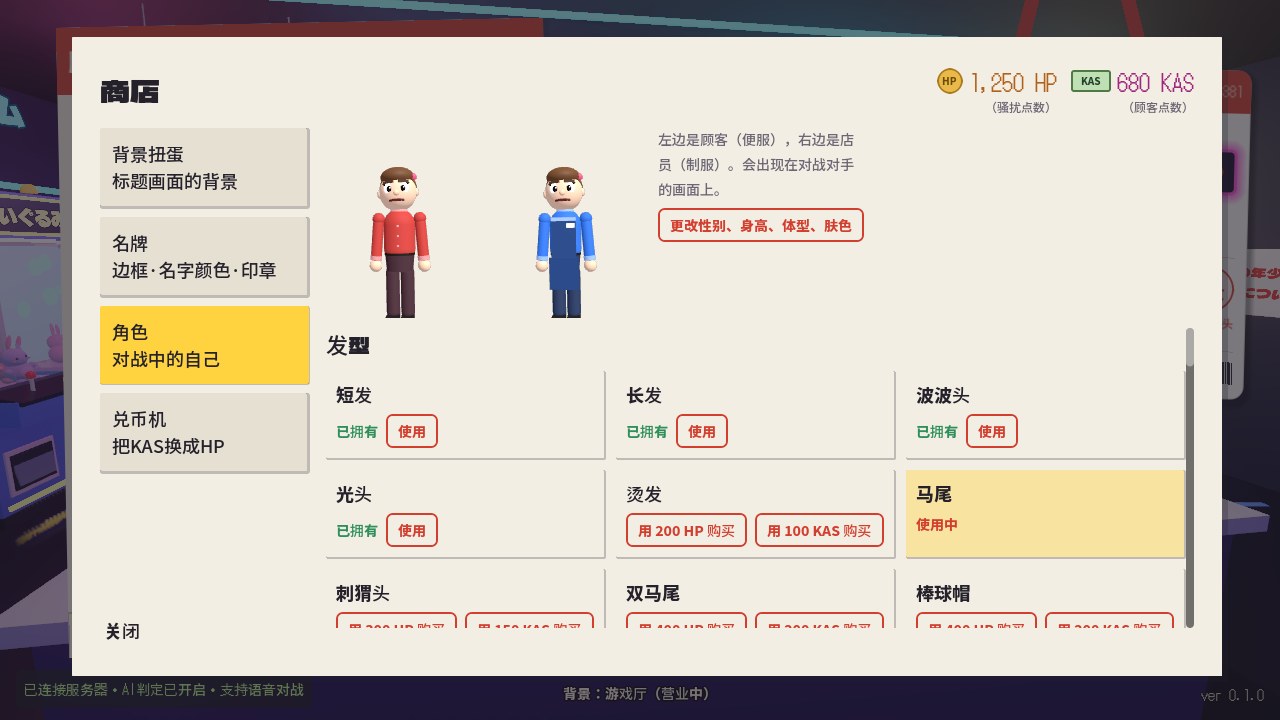 商店
HP 1,250 HP KAS 680 KAS
（骚扰点数） （顾客点数）
背景扭蛋
标题画面的背景
名牌
边框·名字颜色·印章
角色
对战中的自己
兑币机
把KAS换成HP
关闭
左边是顾客（便服），右边是店
员（制服）。会出现在对战对手
的画面上。
更改性别、身高、体型、肤色
发型
短发 长发 波波头
已拥有 使用 已拥有 使用 已拥有 使用
光头 烫发 马尾
已拥有 使用 用 200 HP 购买 用 100 KAS 购买 使用中
刺猬头 双马尾 棒球帽
已连接服务器·AI判定已开启·支持语音对战
背景：游戏厅（营业中）
ver 0.1.0